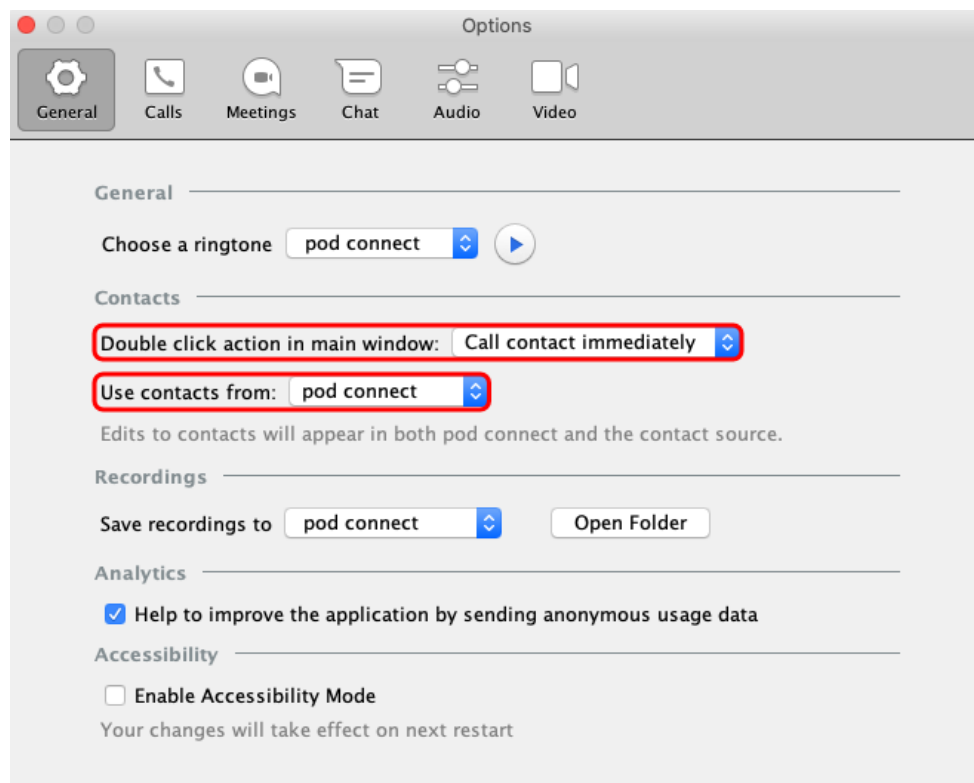 Options
General Calls Meetings Chat Audio Video
General
Choose a ringtone pod connect
Contacts
Double click action in main window: Call contact immediately
Use contacts from: pod connect
Edits to contacts will appear in both pod connect and the contact source.
Recordings
Save recordings to pod connect Open Folder
Analytics
Help to improve the application by sending anonymous usage data
Accessibility
Enable Accessibility Mode
Your changes will take effect on next restart